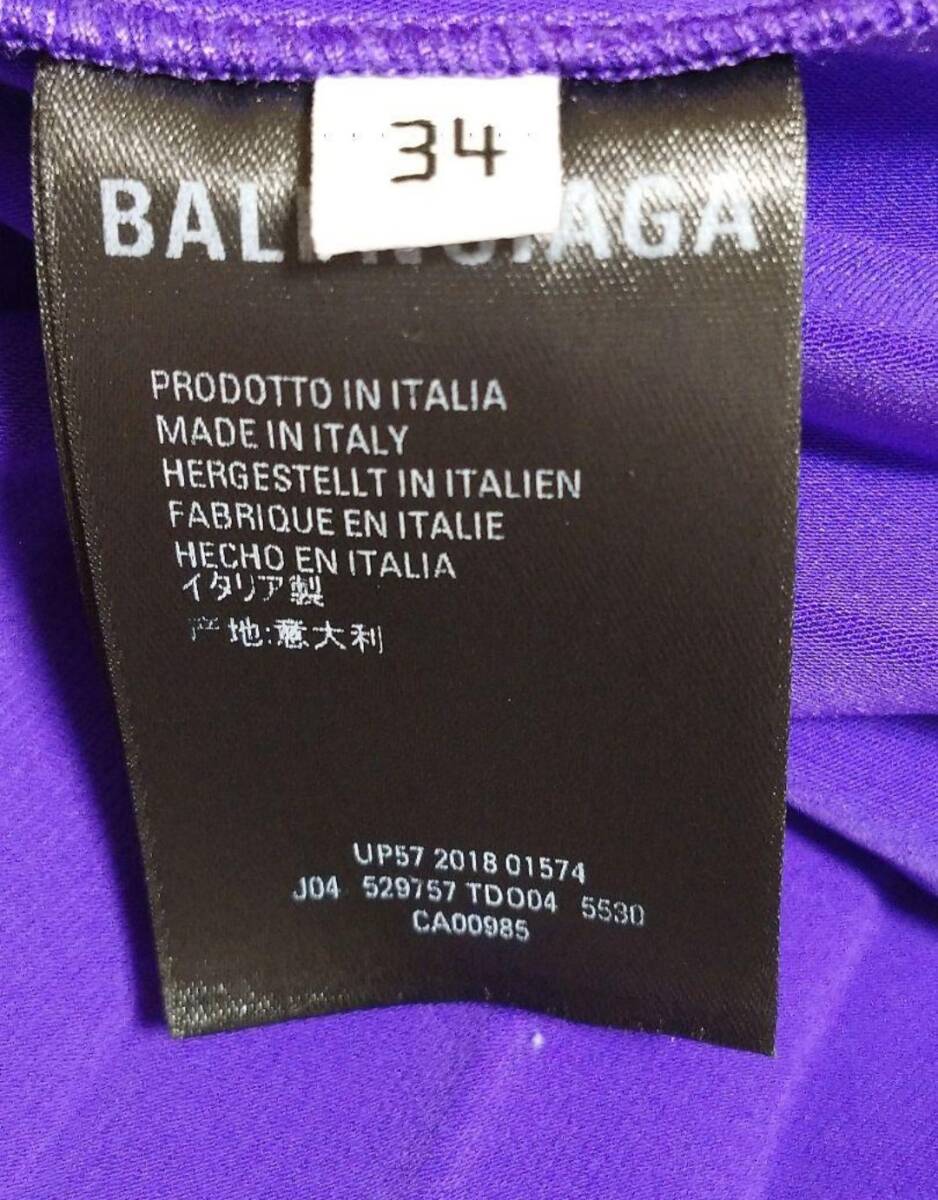 34
BALENCIAGA
PRODOTTO IN ITALIA
MADE IN ITALY
HERGESTELLT IN ITALIEN
FABRIQUE EN ITALIE
HECHO EN ITALIA
イタリア製
产地:意大利
UP57 2018 01574
J04 529757 TDO04 5530
CA00985